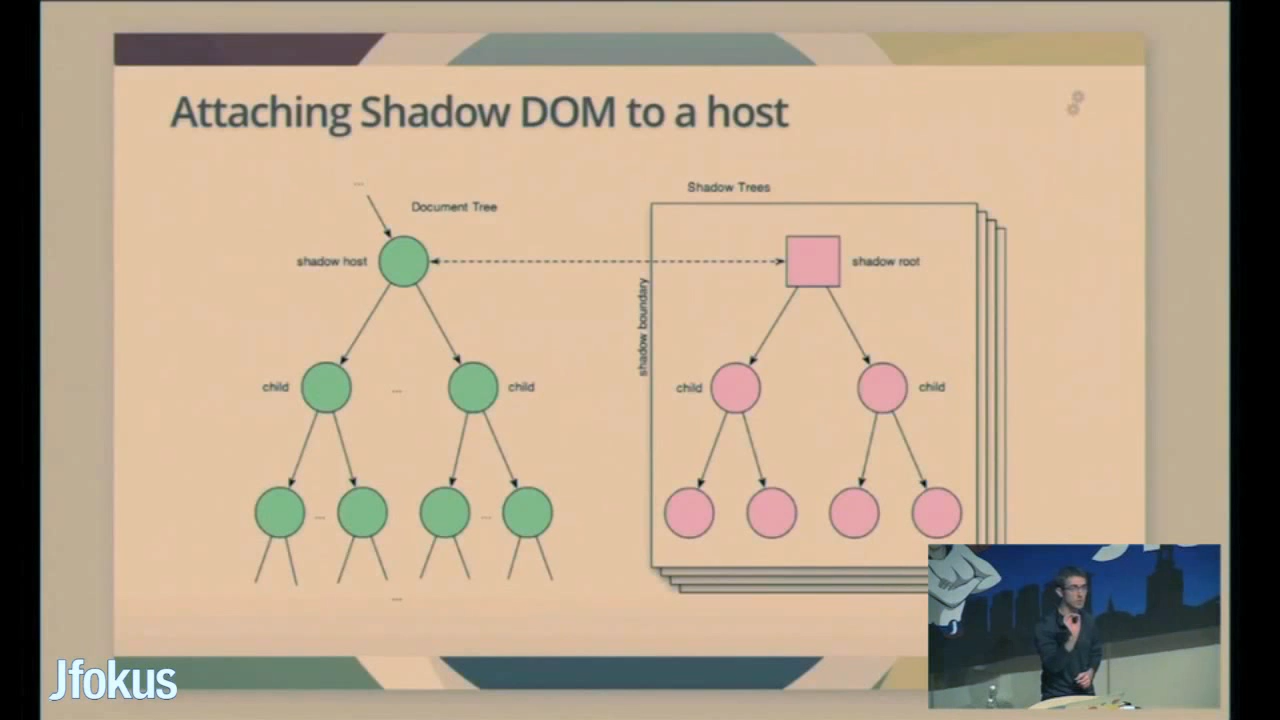 Attaching Shadow DOM to a host
...
Document Tree
Shadow Trees
shadow host
shadow root
shadow boundary
child
...
child
child
child
...
...
...
Jfokus